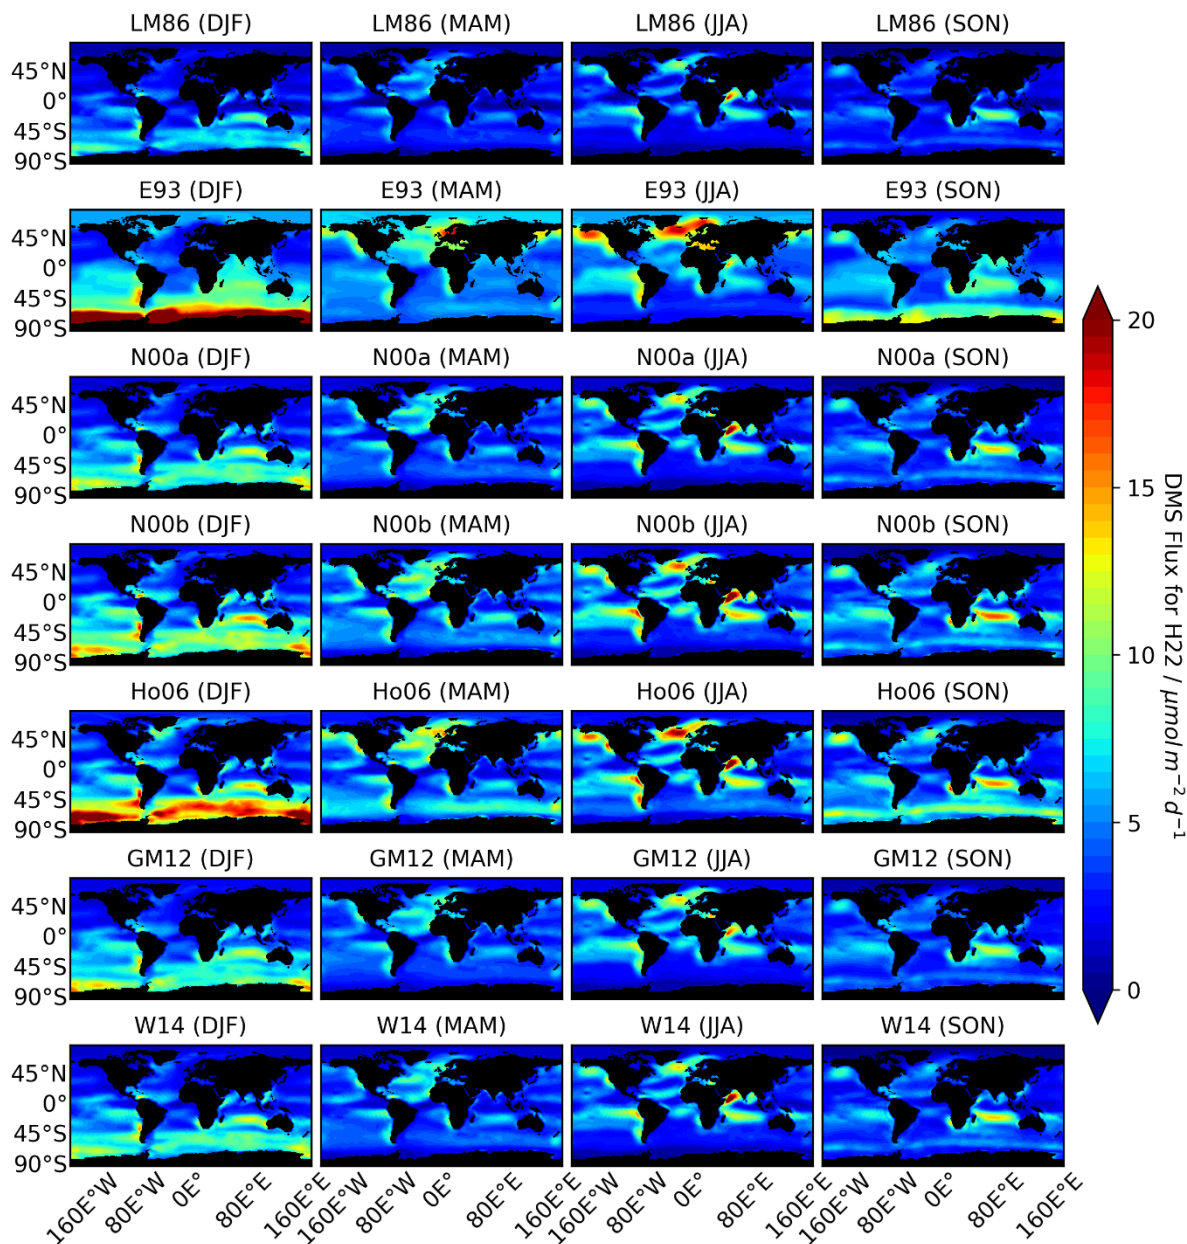 LM86 (DJF) LM86 (MAM) LM86 (JJA) LM86 (SON)
45°N
0°
45°S
90°S
E93 (DJF) E93 (MAM) E93 (JJA) E93 (SON)
45°N
0°
45°S
90°S
N00a (DJF) N00a (MAM) N00a (JJA) N00a (SON)
45°N
0°
45°S
90°S
N00b (DJF) N00b (MAM) N00b (JJA) N00b (SON)
45°N
0°
45°S
90°S
Ho06 (DJF) Ho06 (MAM) Ho06 (JJA) Ho06 (SON)
45°N
0°
45°S
90°S
GM12 (DJF) GM12 (MAM) GM12 (JJA) GM12 (SON)
45°N
0°
45°S
90°S
W14 (DJF) W14 (MAM) W14 (JJA) W14 (SON)
45°N
0°
45°S
90°S
160E°W 80E°W 0E° 80E°E 160E°E 160E°W 80E°W 0E° 80E°E 160E°E 160E°W 80E°W 0E° 80E°E 160E°E 160E°W 80E°W 0E° 80E°E 160E°E
20
15
10
5
0
DMS Flux for H22 / μmol m⁻² d⁻¹